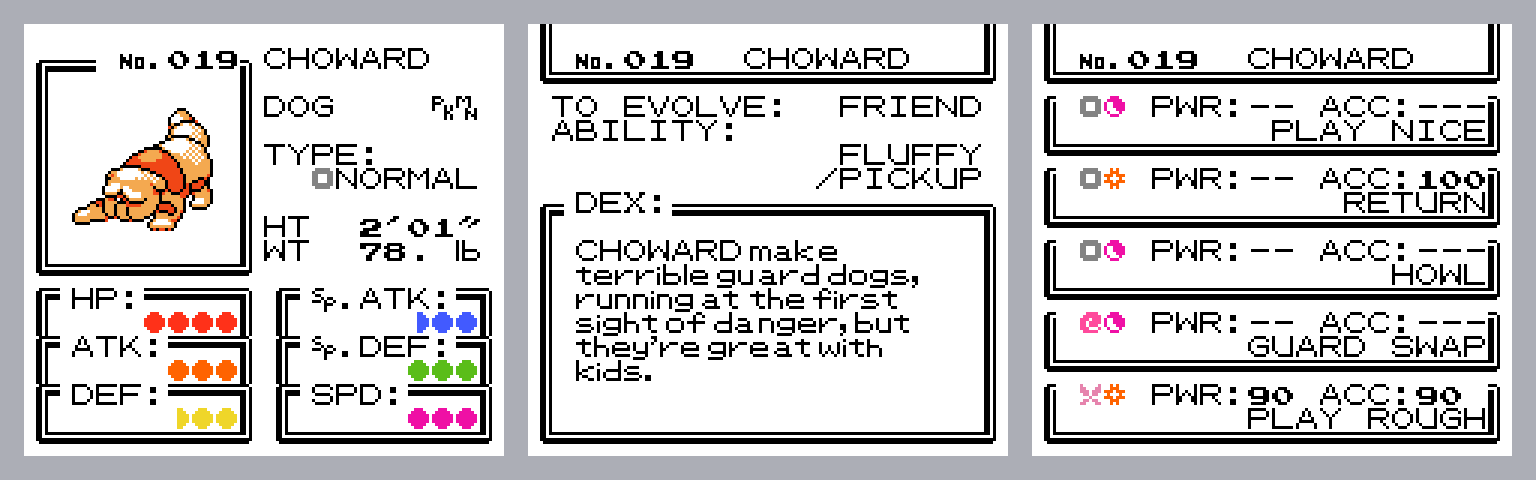 No. 019 CHOWARD
DOG PKMN
TYPE:
NORMAL
HT 2'01"
WT 78. lb
HP:
Sp. ATK:
ATK:
Sp. DEF:
DEF:
SPD:
No. 019 CHOWARD
TO EVOLVE: FRIEND
ABILITY:
FLUFFY
/PICKUP
DEX:
CHOWARD make
terrible guard dogs,
running at the first
sight of danger, but
they're great with
kids.
No. 019 CHOWARD
PWR:-- ACC:---
PLAY NICE
PWR:-- ACC:100
RETURN
PWR:-- ACC:---
HOWL
PWR:-- ACC:---
GUARD SWAP
PWR:90 ACC:90
PLAY ROUGH